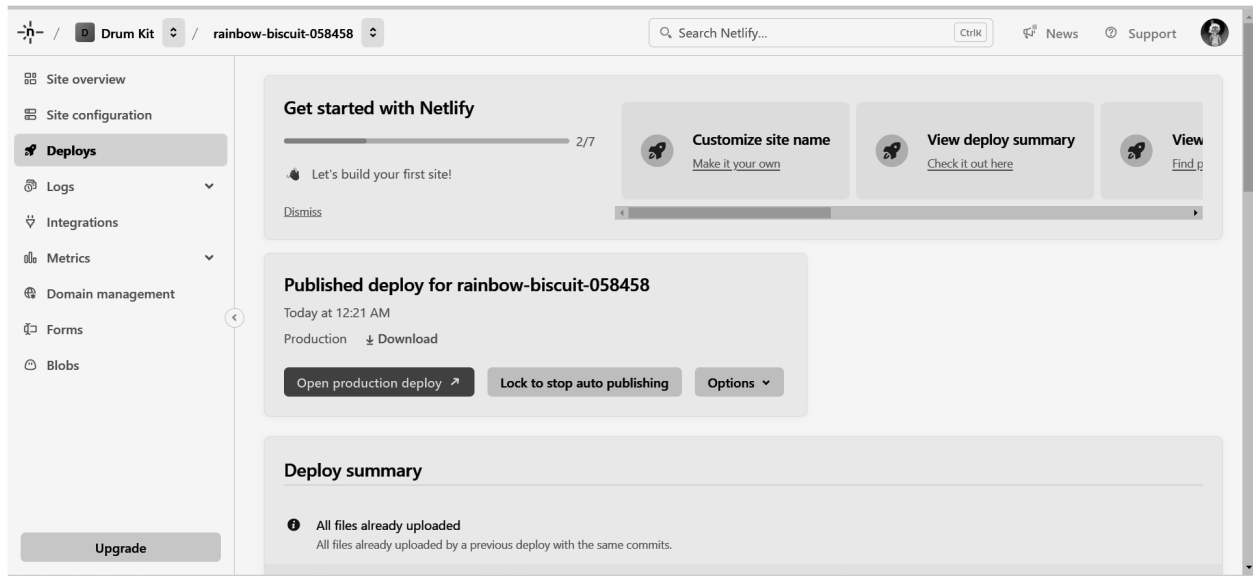 / D Drum Kit / rainbow-biscuit-058458
Search Netlify...
CtrlK
News
Support
Site overview
Site configuration
Deploys
Logs
Integrations
Metrics
Domain management
Forms
Blobs
Upgrade
Get started with Netlify
2/7
Let's build your first site!
Dismiss
Customize site name
Make it your own
View deploy summary
Check it out here
View
Find p
Published deploy for rainbow-biscuit-058458
Today at 12:21 AM
Production Download
Open production deploy
Lock to stop auto publishing
Options
Deploy summary
All files already uploaded
All files already uploaded by a previous deploy with the same commits.